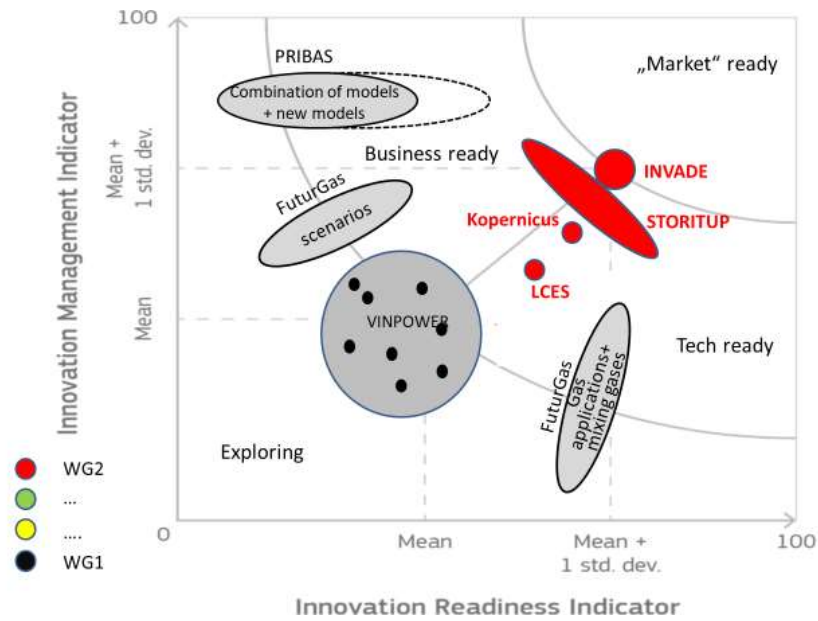 100
PRIBAS
Combination of models
+ new models
„Market“ ready
Business ready
INVADE
FuturGas
scenarios
Kopernicus
STORITUP
LCES
VINPOWER
Tech ready
FuturGas
Gas
applications+
mixing gases
Exploring
Innovation Management Indicator
Mean +
1 std. dev.
Mean
WG2
...
....
WG1
0
Mean
Mean +
1 std. dev.
100
Innovation Readiness Indicator